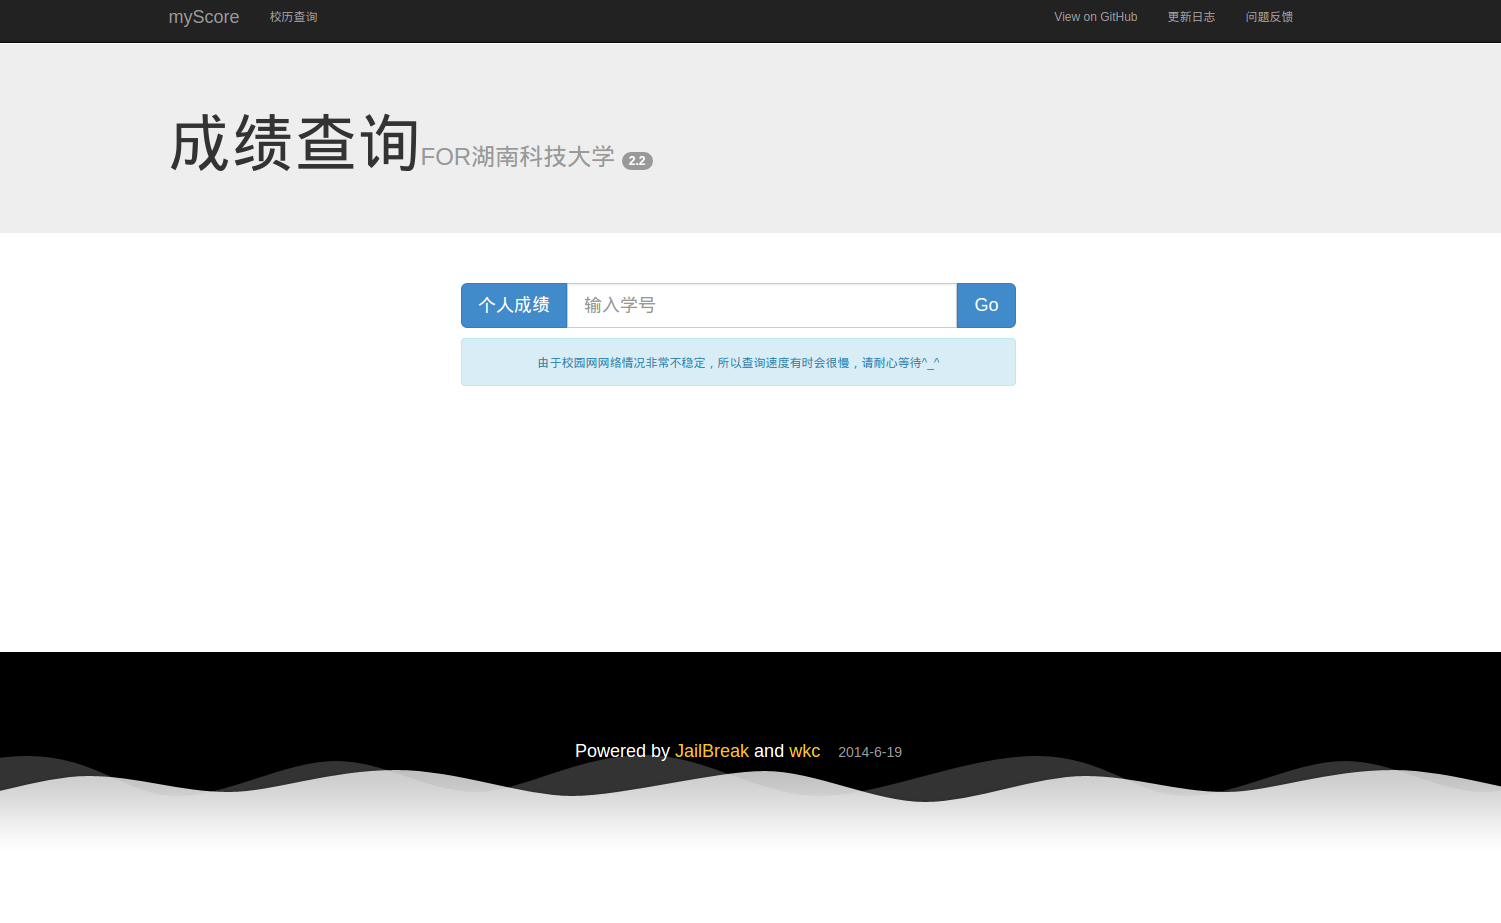 myScore 校历查询 View on GitHub 更新日志 问题反馈
成绩查询FOR湖南科技大学 2.2
个人成绩 输入学号 Go
由于校园网网络情况非常不稳定，所以查询速度有时会很慢，请耐心等待^_^
Powered by JailBreak and wkc 2014-6-19